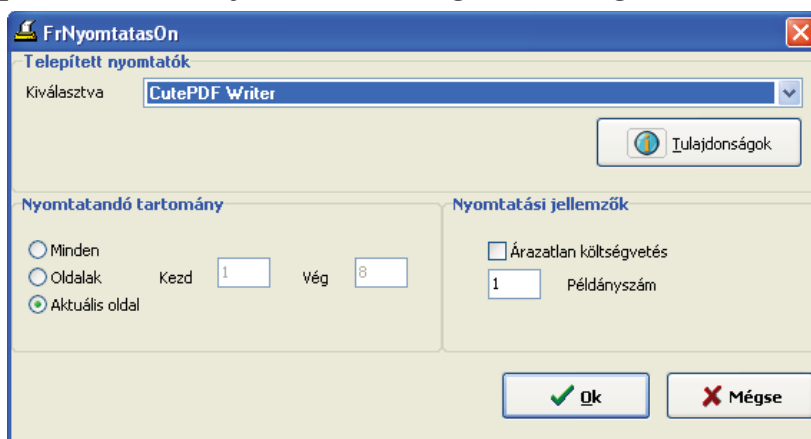 FrNyomtatasOn
Telepített nyomtatók
Kiválasztva CutePDF Writer
Tulajdonságok
Nyomtatandó tartomány
Minden
Oldalak Kezd 1 Vég 8
Aktuális oldal
Nyomtatási jellemzők
Árazatlan költségvetés
1 Példányszám
Ok Mégse